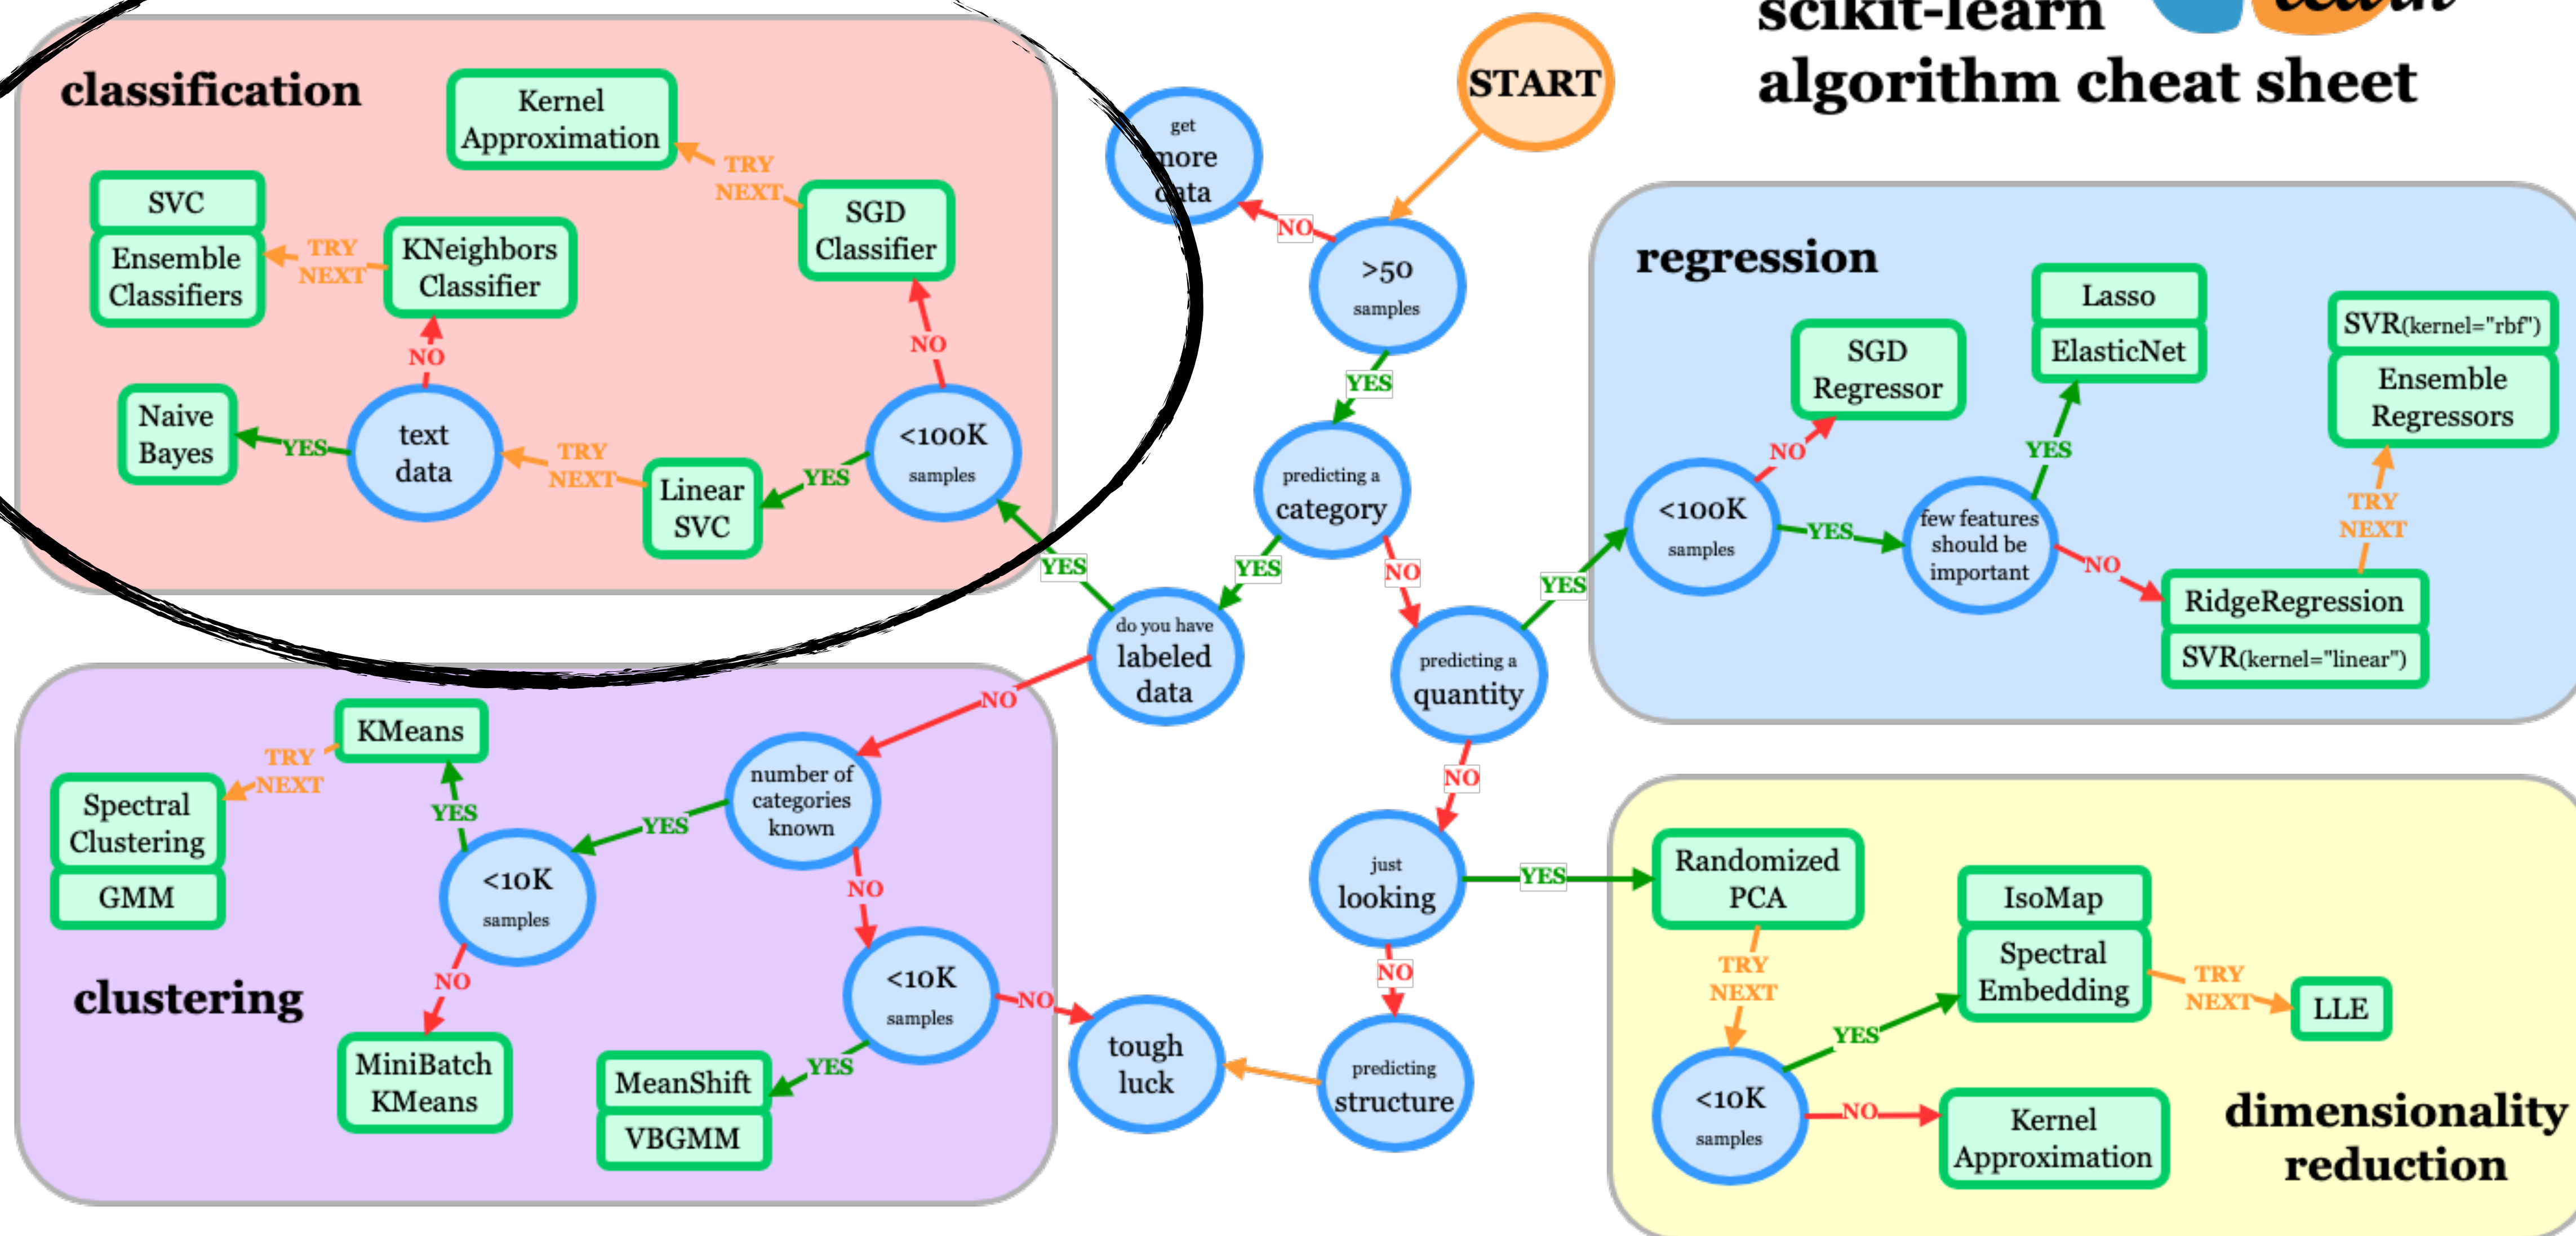 scikit-learn
algorithm cheat sheet
classification
Kernel
Approximation
TRY
NEXT
SVC
Ensemble
Classifiers
TRY
NEXT
KNeighbors
Classifier
SGD
Classifier
NO
NO
Naive
Bayes
YES
text
data
TRY
NEXT
Linear
SVC
YES
<100K
samples
START
get
more
data
NO
>50
samples
YES
predicting a
category
YES
NO
YES
do you have
labeled
data
NO
predicting a
quantity
YES
NO
just
looking
YES
NO
predicting
structure
tough
luck
regression
SGD
Regressor
Lasso
ElasticNet
SVR(kernel="rbf")
Ensemble
Regressors
NO
YES
<100K
samples
YES
few features
should be
important
NO
TRY
NEXT
RidgeRegression
SVR(kernel="linear")
clustering
KMeans
TRY
NEXT
Spectral
Clustering
GMM
YES
<10K
samples
YES
number of
categories
known
NO
NO
MiniBatch
KMeans
<10K
samples
NO
YES
MeanShift
VBGMM
Randomized
PCA
TRY
NEXT
IsoMap
Spectral
Embedding
TRY
NEXT
LLE
YES
<10K
samples
NO
Kernel
Approximation
dimensionality
reduction